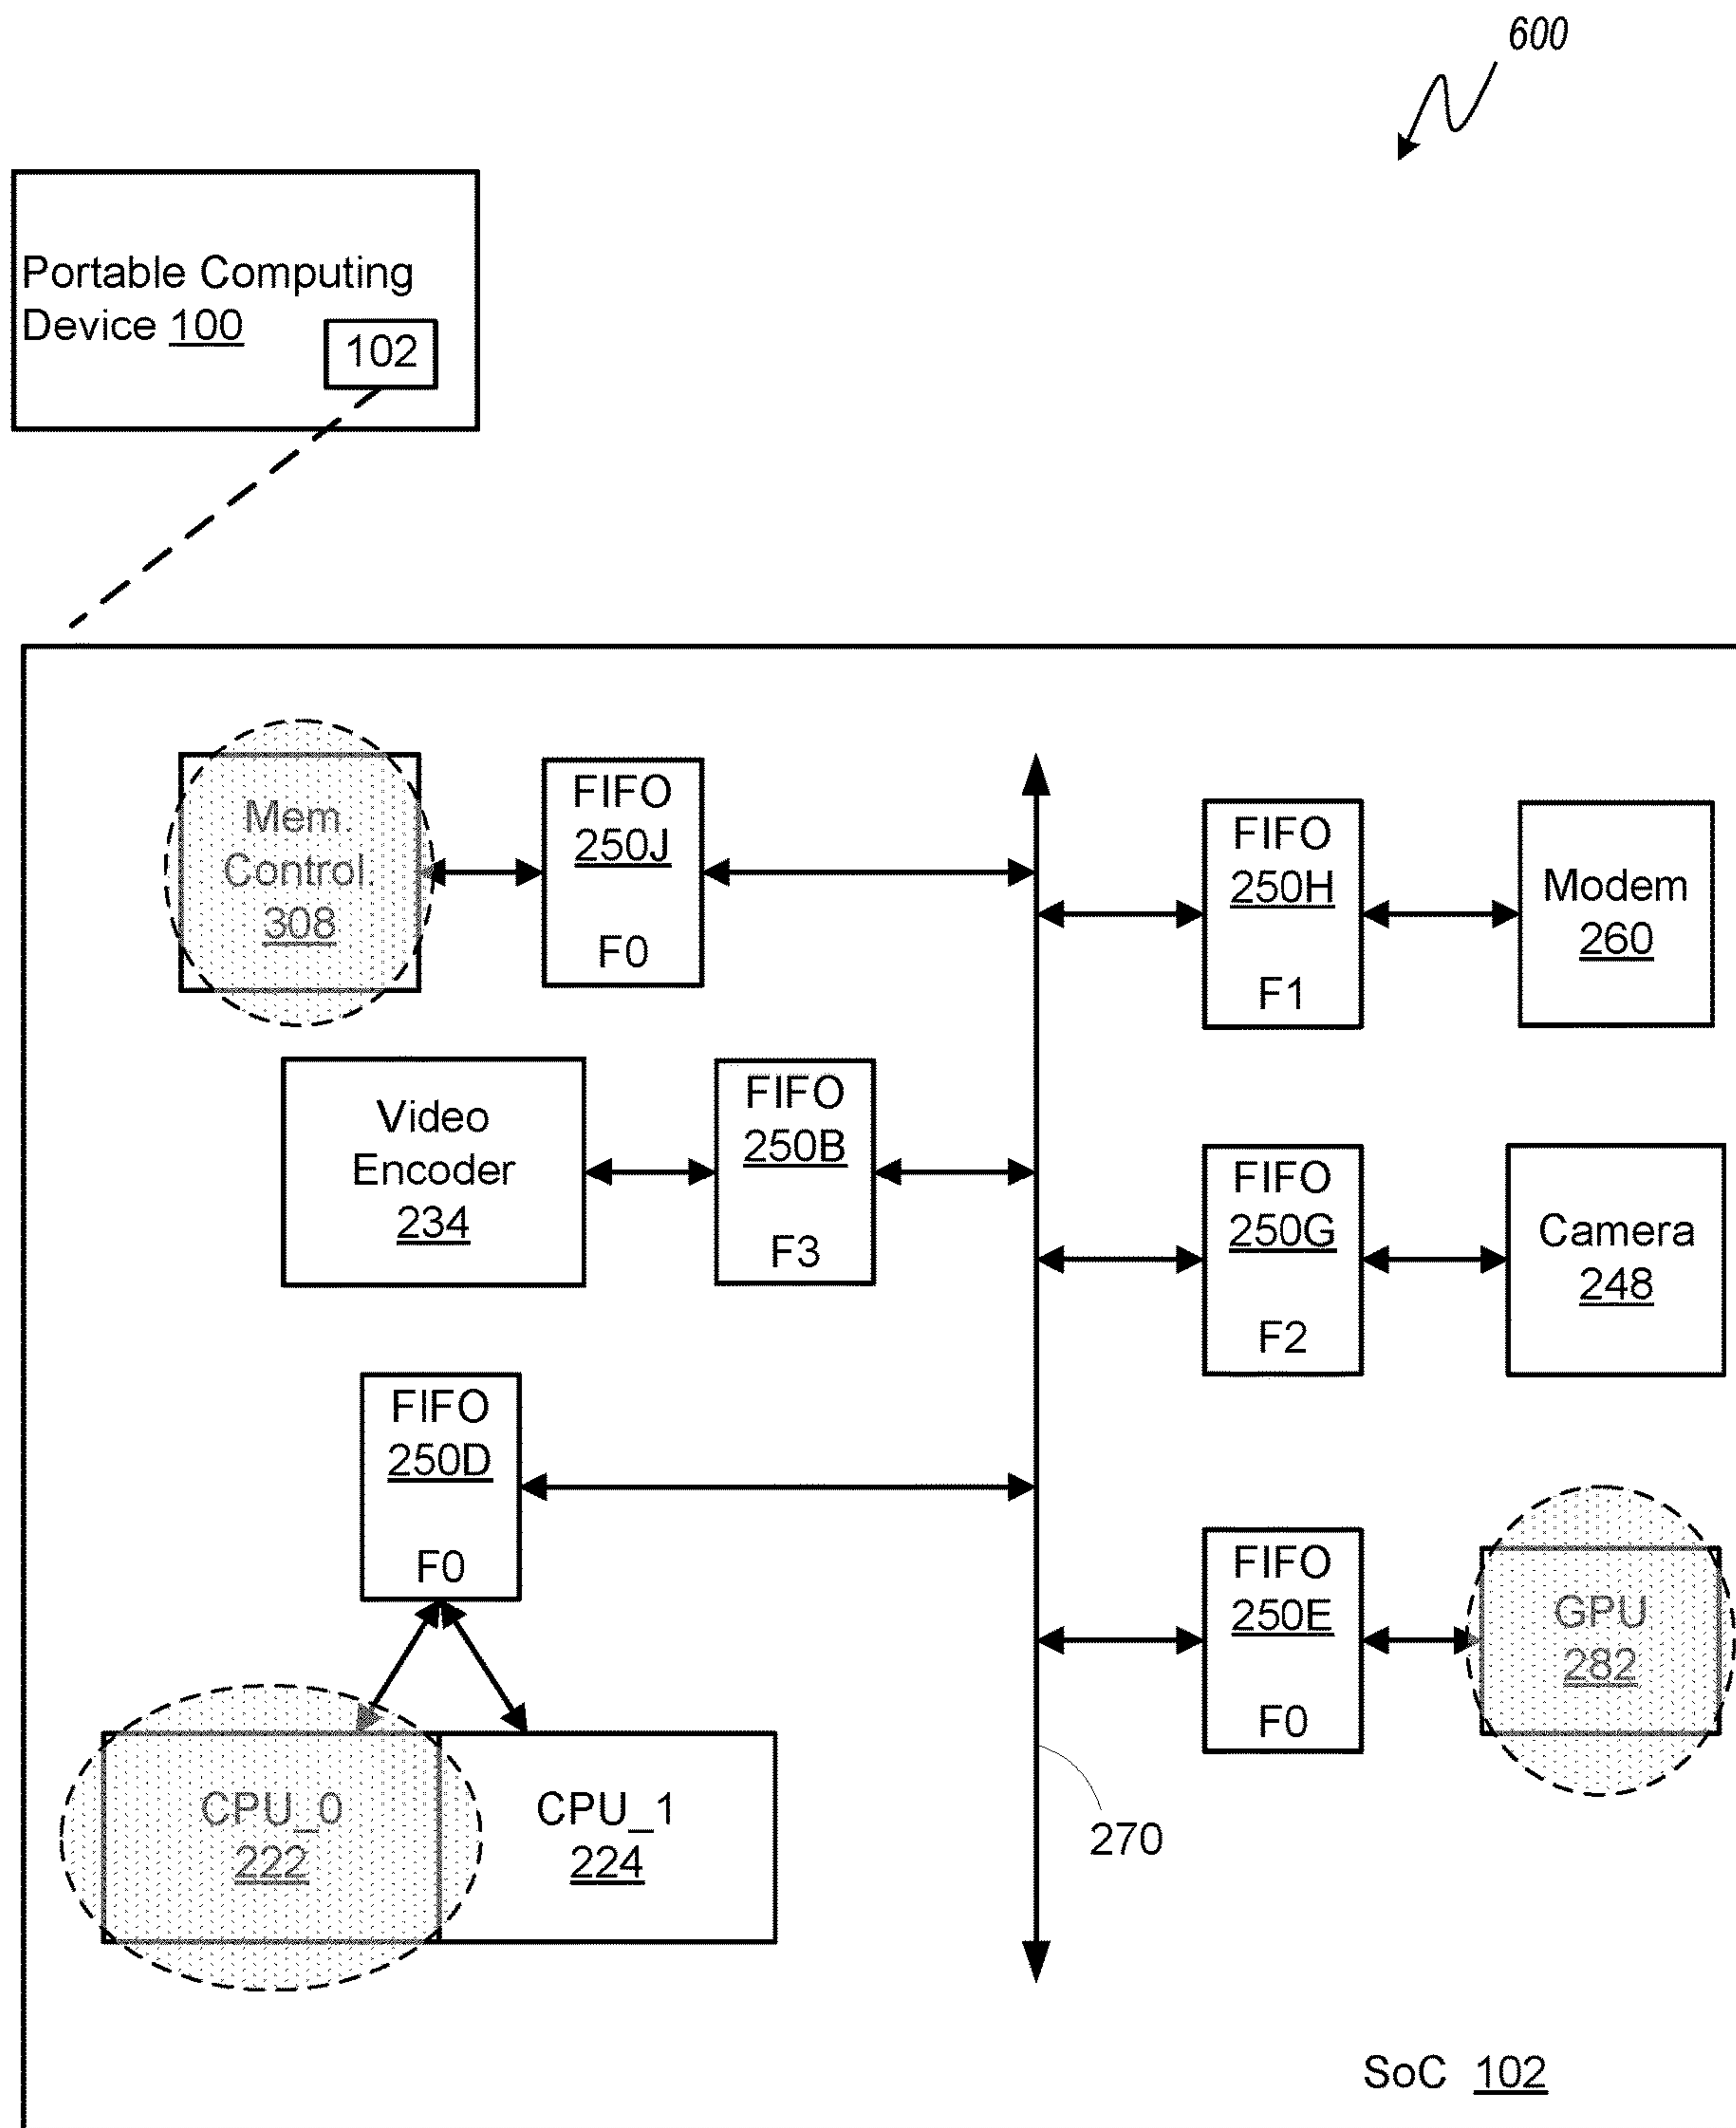 600
Portable Computing
Device 100
102
Mem.
Control.
308
FIFO
250J
F0
FIFO
250H
F1
Modem
260
Video
Encoder
234
FIFO
250B
F3
FIFO
250G
F2
Camera
248
FIFO
250D
F0
FIFO
250E
F0
GPU
282
CPU_0
222
CPU_1
224
270
SoC 102